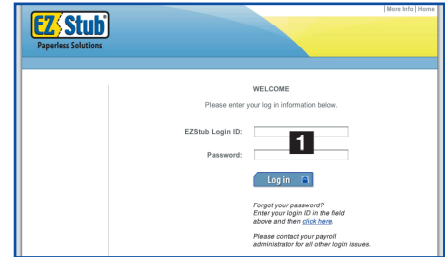 | More Info | Home
EZ Stub®
Paperless Solutions
WELCOME
Please enter your log in information below.
EZStub Login ID:
1
Password:
Log in
Forgot your password?
Enter your login ID in the field
above and then click here.
Please contact your payroll
administrator for all other login issues.